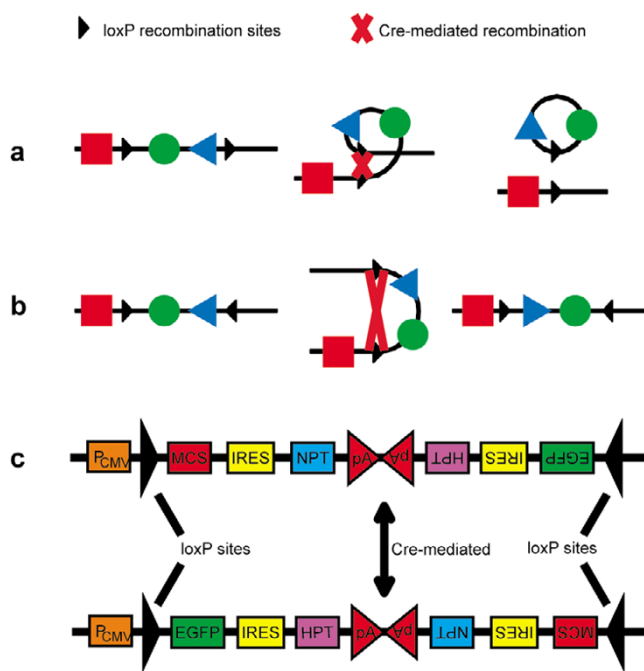 loxP recombination sites Cre-mediated recombination
a
b
c
PCMV MCS IRES NPT pA pA HPT IRES EGFP
loxP sites Cre-mediated loxP sites
PCMV EGFP IRES HPT pA pA NPT IRES MCS